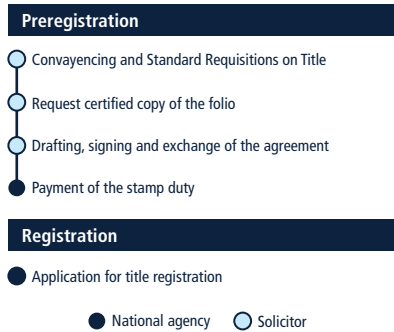 Preregistration
Convayencing and Standard Requisitions on Title
Request certified copy of the folio
Drafting, signing and exchange of the agreement
Payment of the stamp duty
Registration
Application for title registration
National agency Solicitor